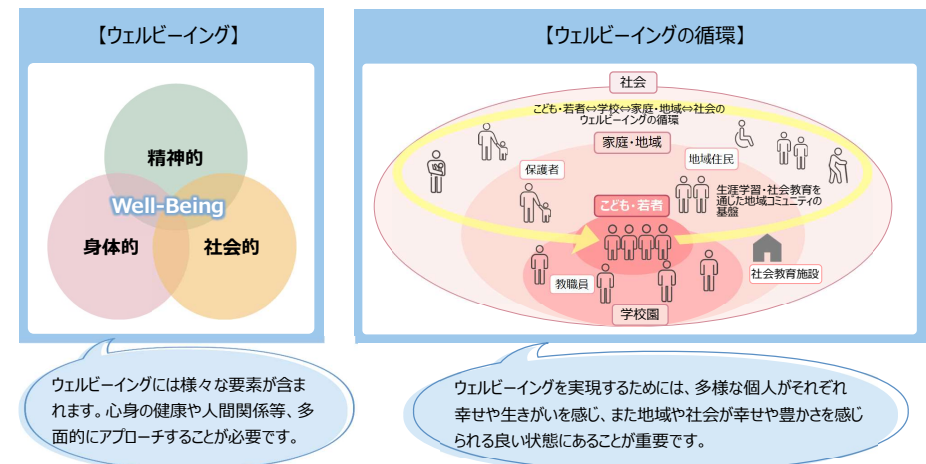 【ウェルビーイング】
精神的
Well-Being
身体的
社会的
ウェルビーイングには様々な要素が含ま
れます。心身の健康や人間関係等、多
面的にアプローチすることが必要です。
【ウェルビーイングの循環】
社会
こども・若者⇔学校⇔家庭・地域⇔社会の
ウェルビーイングの循環
家庭・地域
地域住民
保護者
生涯学習・社会教育を
通じた地域コミュニティの
基盤
こども・若者
社会教育施設
教職員
学校園
ウェルビーイングを実現するためには、多様な個人がそれぞれ
幸せや生きがいを感じ、また地域や社会が幸せや豊かさを感じ
られる良い状態にあることが重要です。